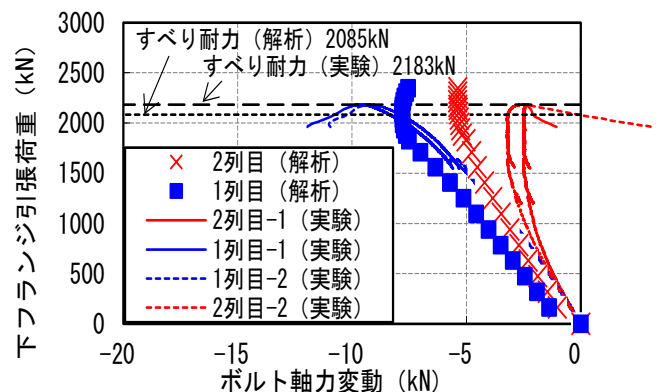 下フランジ引張荷重（kN）
3000
2500
2000
1500
1000
500
0
すべり耐力（解析）2085kN
すべり耐力（実験）2183kN
2列目（解析）
1列目（解析）
2列目-1（実験）
1列目-1（実験）
1列目-2（実験）
2列目-2（実験）
-20
-15
-10
-5
0
ボルト軸力変動（kN）